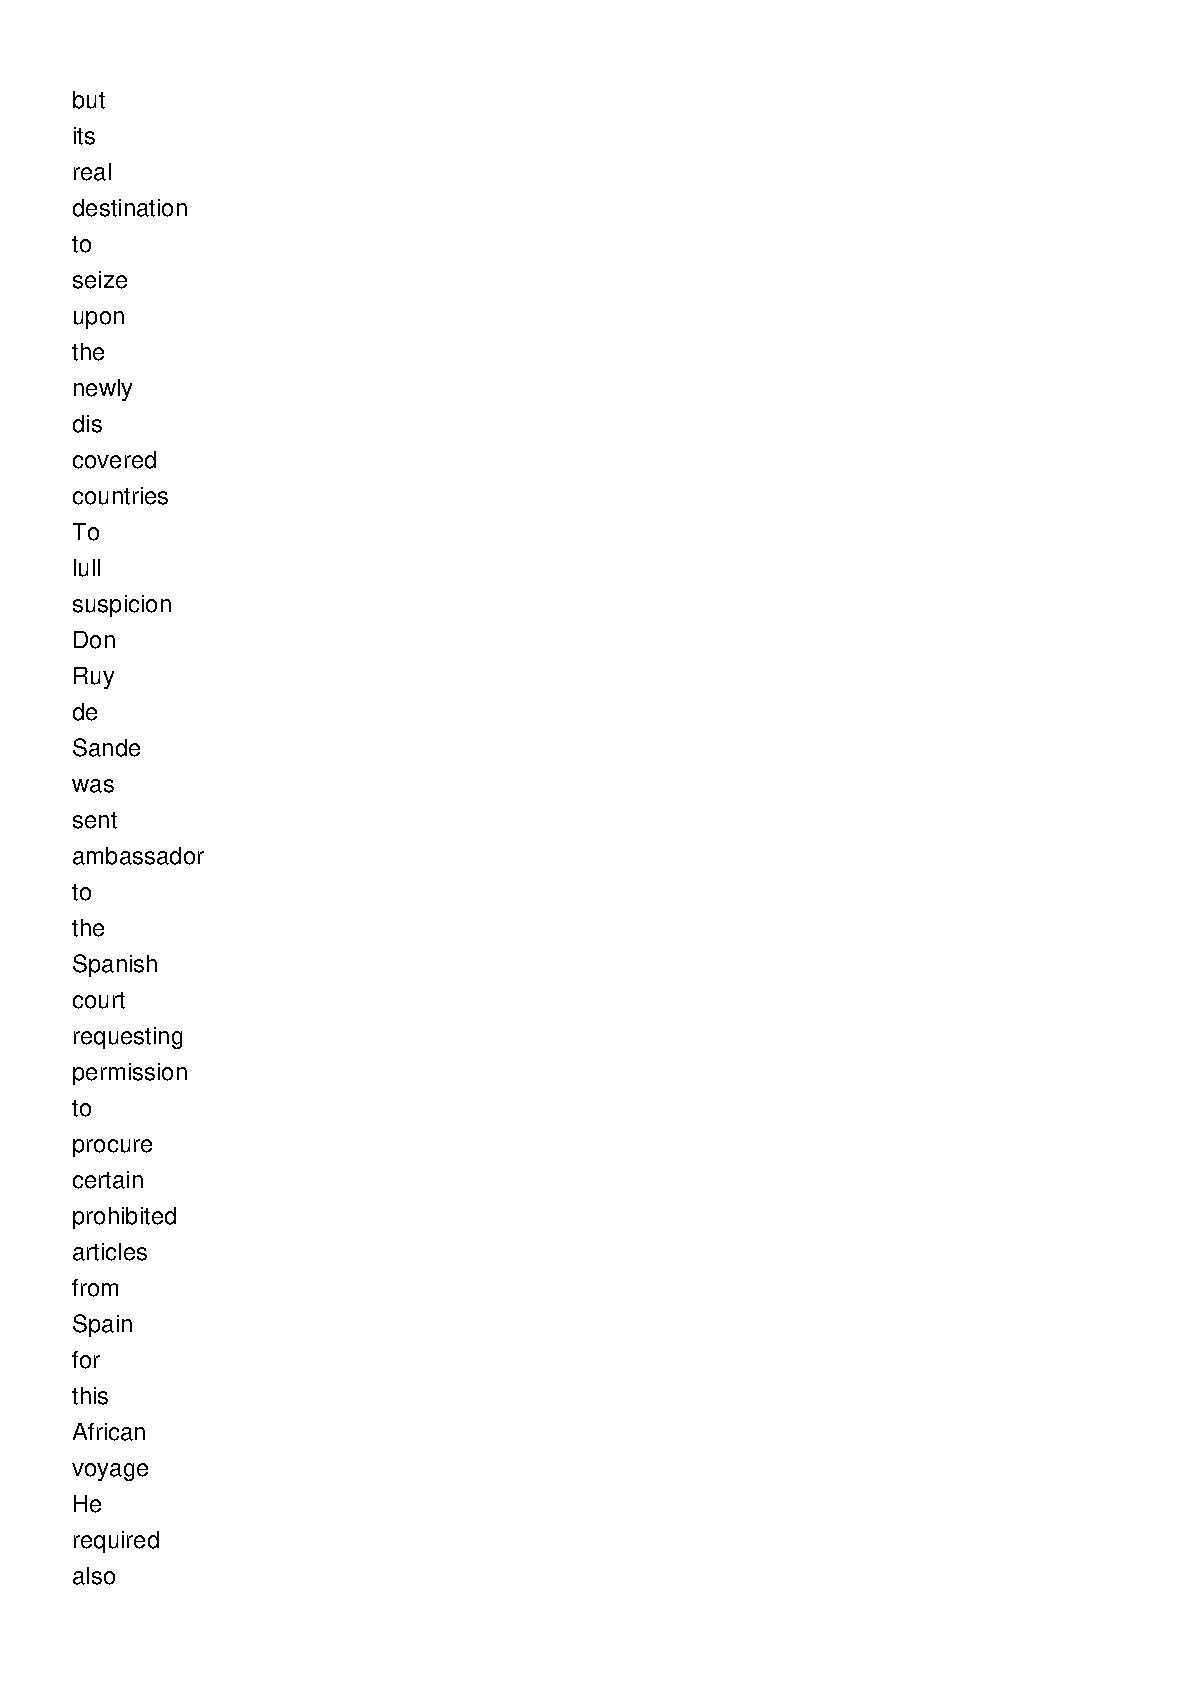 but
its
real
destination
to
seize
upon
the
newly
dis
covered
countries
To
lull
suspicion
Don
Ruy
de
Sande
was
sent
ambassador
to
the
Spanish
court
requesting
permission
to
procure
certain
prohibited
articles
from
Spain
for
this
African
voyage
He
required
also